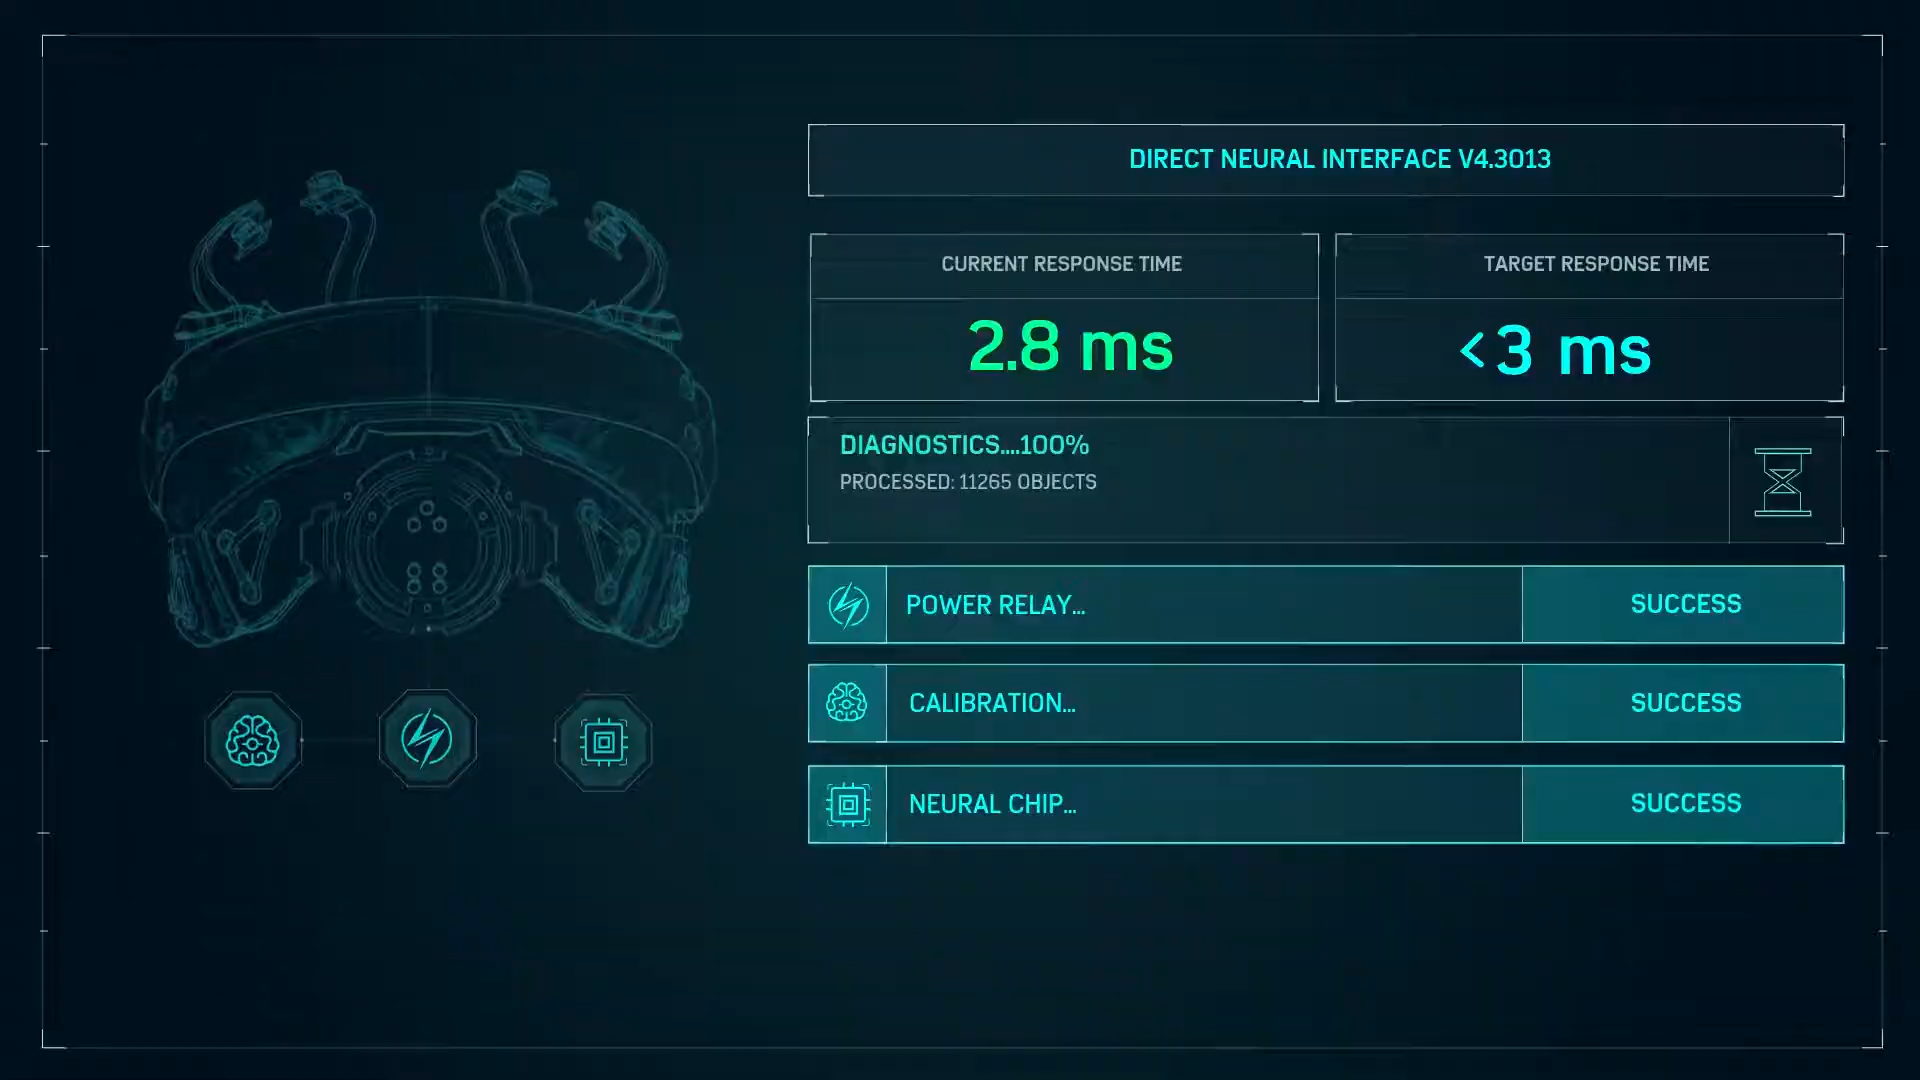 DIRECT NEURAL INTERFACE V4.3013
CURRENT RESPONSE TIME
2.8 ms
TARGET RESPONSE TIME
<3 ms
DIAGNOSTICS....100%
PROCESSED: 11265 OBJECTS
POWER RELAY...
SUCCESS
CALIBRATION...
SUCCESS
NEURAL CHIP...
SUCCESS